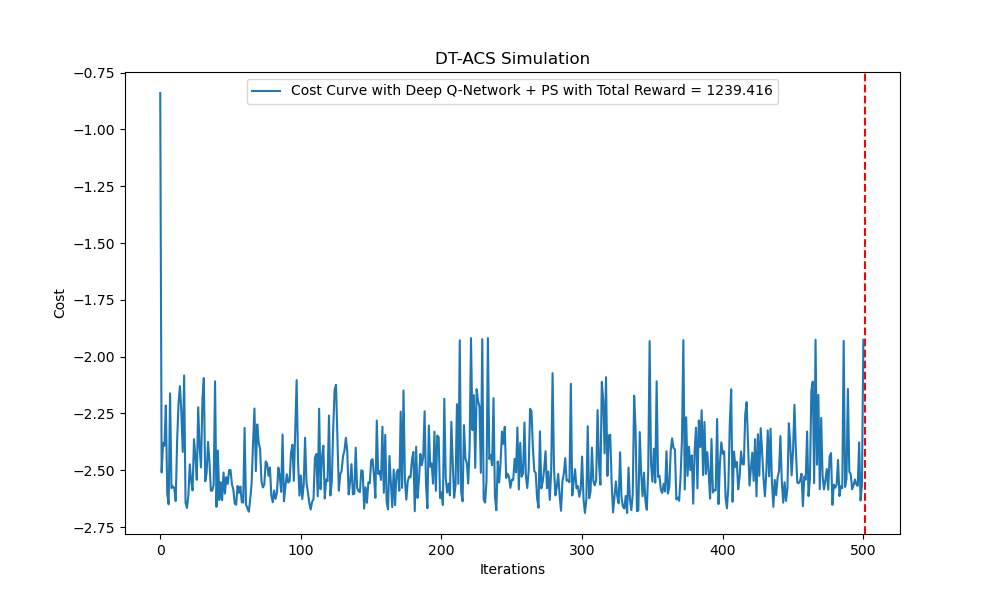 DT-ACS Simulation
Cost Curve with Deep Q-Network + PS with Total Reward = 1239.416
Cost
−0.75
−1.00
−1.25
−1.50
−1.75
−2.00
−2.25
−2.50
−2.75
0 100 200 300 400 500
Iterations